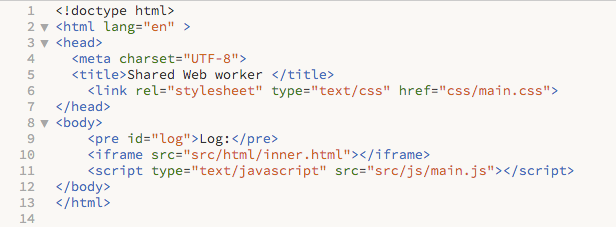 1 <!doctype html>
2 ▼ <html lang="en" >
3 ▼ <head>
4 <meta charset="UTF-8">
5 <title>Shared Web worker </title>
6 <link rel="stylesheet" type="text/css" href="css/main.css">
7 </head>
8 ▼ <body>
9 <pre id="log">Log:</pre>
10 <iframe src="src/html/inner.html"></iframe>
11 <script type="text/javascript" src="src/js/main.js"></script>
12 </body>
13 </html>
14